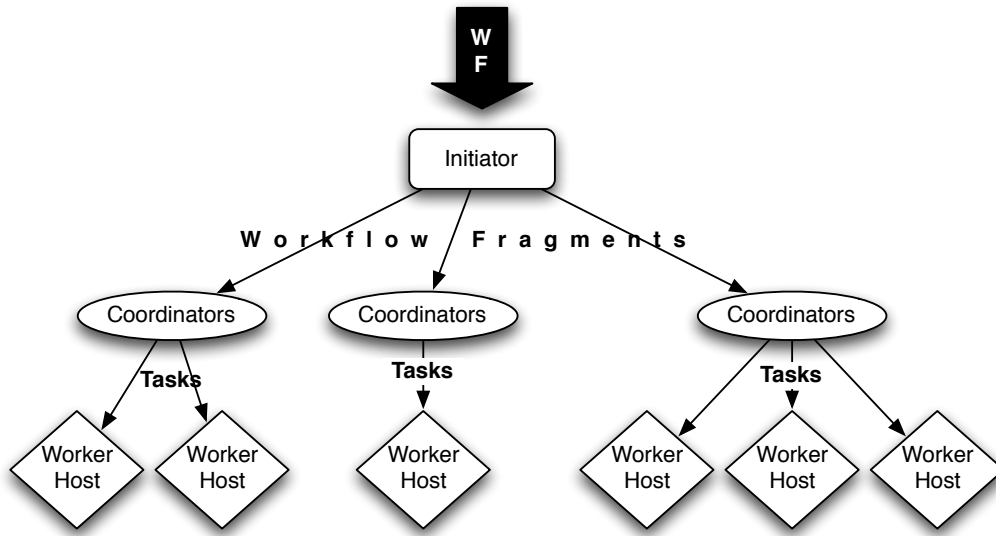 W
F
Initiator
Workflow Fragments
Coordinators
Coordinators
Coordinators
Tasks
Tasks
Tasks
Worker
Host
Worker
Host
Worker
Host
Worker
Host
Worker
Host
Worker
Host